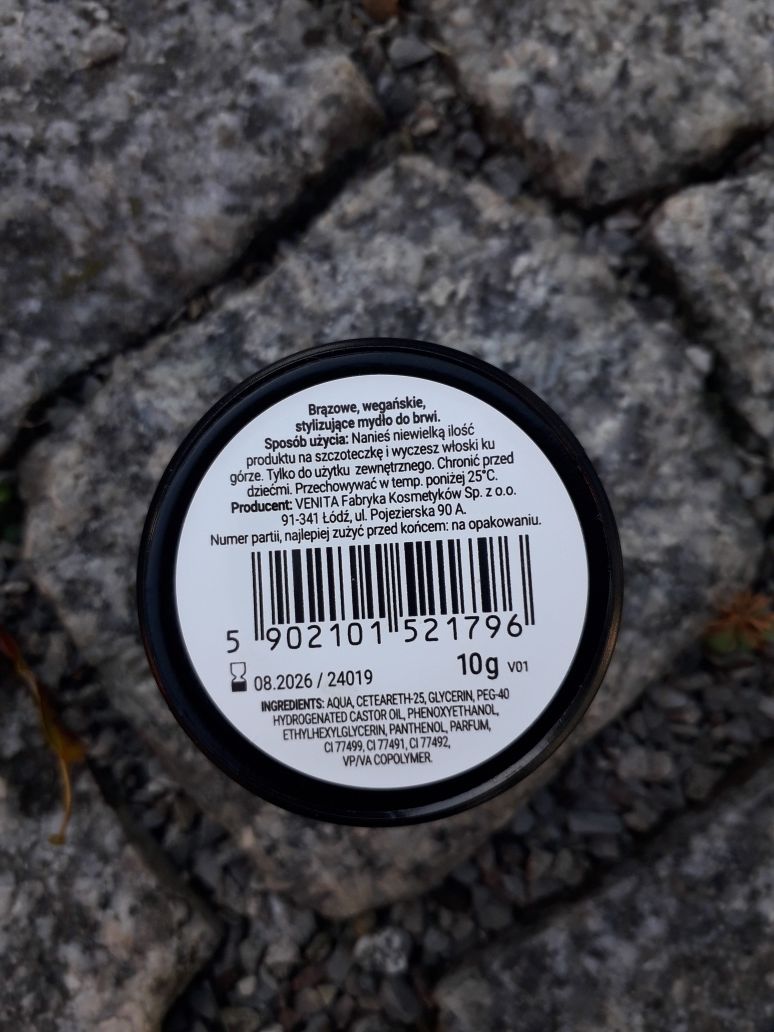 Brązowe, wegańskie,
stylizujące mydło do brwi.
Sposób użycia: Nanieś niewielką ilość
produktu na szczoteczkę i wyczesz włoski ku
górze. Tylko do użytku zewnętrznego. Chronić przed
dziećmi. Przechowywać w temp. poniżej 25°C.
Producent: VENITA Fabryka Kosmetyków Sp. z o.o.
91-341 Łódź, ul. Pojezierska 90 A.
Numer partii, najlepiej zużyć przed końcem: na opakowaniu.
5 902101 521796
08.2026 / 24019
10g V01
INGREDIENTS: AQUA, CETEARETH-25, GLYCERIN, PEG-40
HYDROGENATED CASTOR OIL, PHENOXYETHANOL,
ETHYLHEXYLGLYCERIN, PANTHENOL, PARFUM,
CI 77499, CI 77491, CI 77492,
VP/VA COPOLYMER.